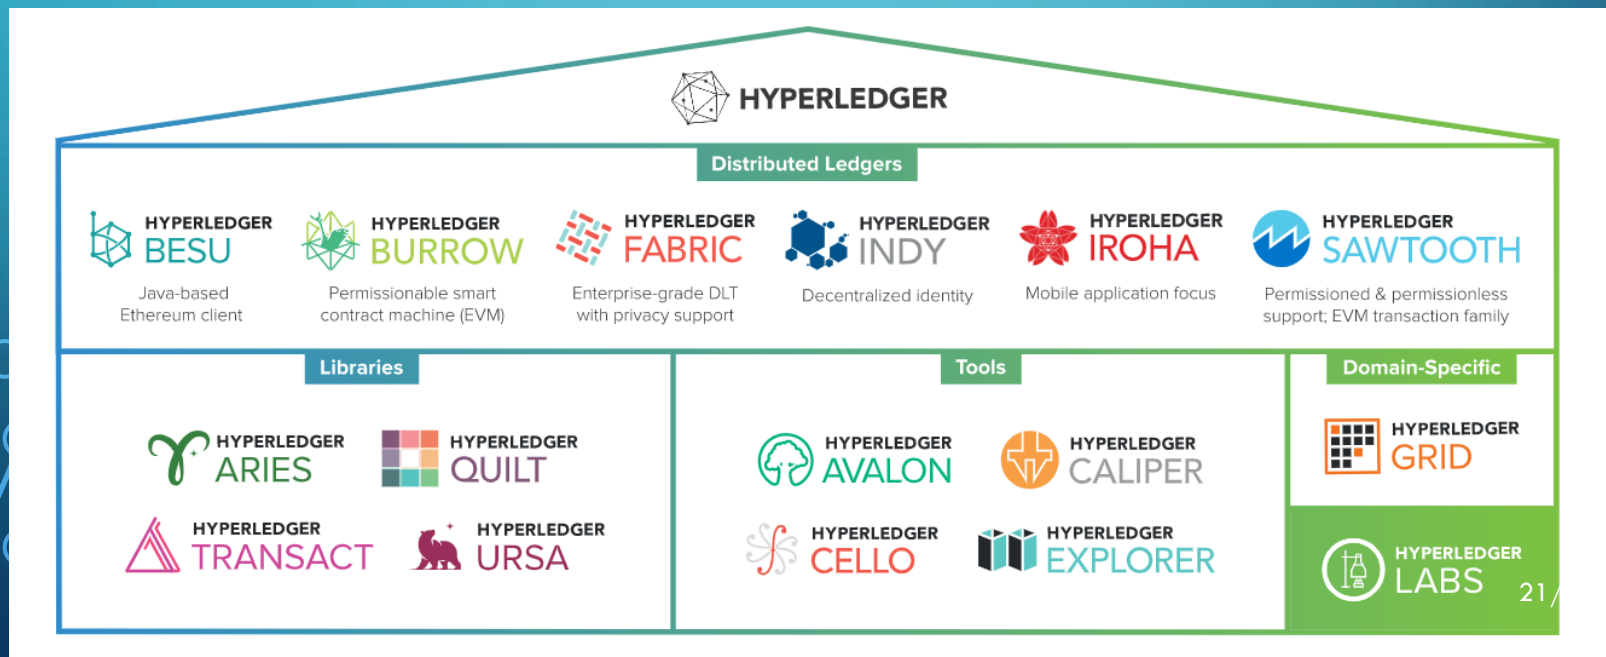 HYPERLEDGER
Distributed Ledgers
HYPERLEDGER
BESU
Java-based
Ethereum client
HYPERLEDGER
BURROW
Permissionable smart
contract machine (EVM)
HYPERLEDGER
FABRIC
Enterprise-grade DLT
with privacy support
HYPERLEDGER
INDY
Decentralized identity
HYPERLEDGER
IROHA
Mobile application focus
HYPERLEDGER
SAWTOOTH
Permissioned & permissionless
support; EVM transaction family
Libraries
HYPERLEDGER
ARIES
HYPERLEDGER
QUILT
HYPERLEDGER
TRANSACT
HYPERLEDGER
URSA
Tools
HYPERLEDGER
AVALON
HYPERLEDGER
CALIPER
HYPERLEDGER
CELLO
HYPERLEDGER
EXPLORER
Domain-Specific
HYPERLEDGER
GRID
HYPERLEDGER
LABS
21/